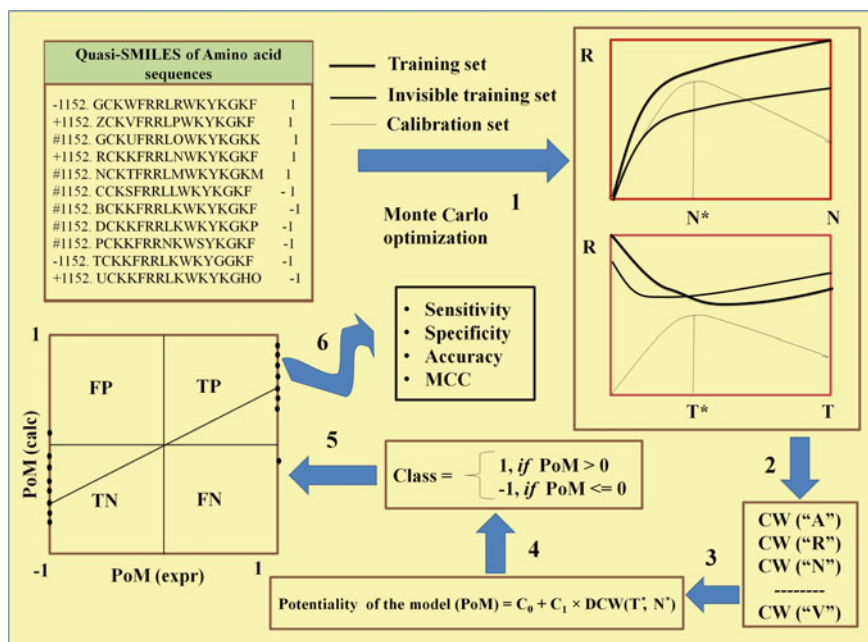 Quasi-SMILES of Amino acid
sequences
-1152. GCKWFRRLRWKYKGKF 1
+1152. ZCKVFRRLPWKYKGKF 1
#1152. GCKUFRRLOWKYKGKK 1
+1152. RCKKFRRLNWKYKGKF 1
#1152. NCKTFRRLMWKYKGKM 1
#1152. CCKSFRRLLWKYKGKF -1
#1152. BCKKFRRLKWKYKGKF -1
#1152. DCKKFRRLKWKYKGKP -1
#1152. PCKKFRRNKWSYKGKF -1
-1152. TCKKFRRLKWKYGGKF -1
+1152. UCKKFRRLKWKYKGHO -1
Training set
Invisible training set
Calibration set
1
Monte Carlo
optimization
R
N*
N
R
T*
T
2
CW (“A”)
CW (“R”)
CW (“N”)
--------
CW (“V”)
3
Potentiality of the model (PoM) = C0 + C1 × DCW(T*, N*)
4
Class =
1, if PoM > 0
-1, if PoM <= 0
5
1
PoM (calc)
FP
TP
TN
FN
-1
PoM (expr)
1
6
• Sensitivity
• Specificity
• Accuracy
• MCC